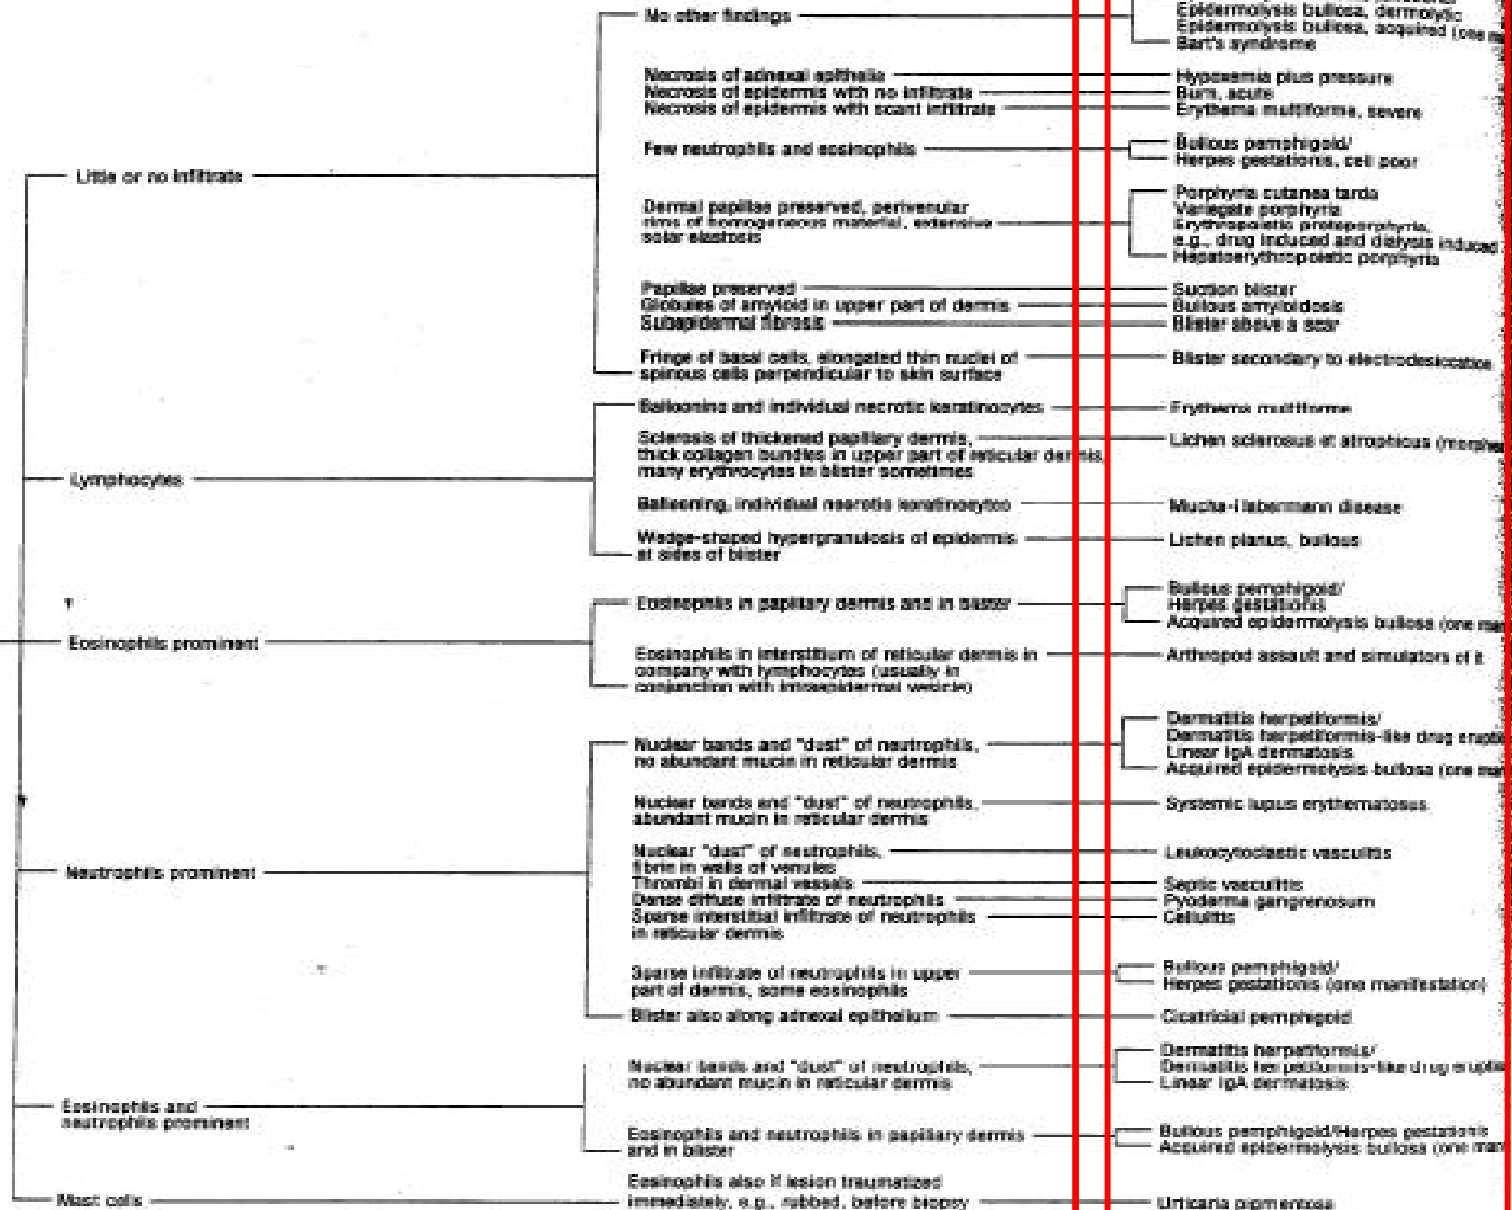 No other findings
Epidermolysis bullosa, dermolytic
Epidermolysis bullosa, acquired (one
Bart's syndrome
Necrosis of adnexal epithelia
Hypoxemia plus pressure
Necrosis of epidermis with no infiltrate
Burn, acute
Necrosis of epidermis with scant infiltrate
Erythema multiforme, severe
Few neutrophils and eosinophils
Bullous pemphigoid/
Herpes gestationis, cell poor
Little or no infiltrate
Dermal papillae preserved, perivenular
rims of homogeneous material, extensive
solar elastosis
Porphyria cutanea tarda
Variegate porphyria
Erythropoietic protoporphyria,
e.g., drug induced and dialysis induced
Hepatoerythropoietic porphyria
Papillae preserved
Suction blister
Globules of amyloid in upper part of dermis
Bullous amyloidosis
Subepidermal fibrosis
Blister above a scar
Fringe of basal cells, elongated thin nuclei of
spinous cells perpendicular to skin surface
Blister secondary to electrodesiccation
Lymphocytes
Ballooning and individual necrotic keratinocytes
Erythema multiforme
Sclerosis of thickened papillary dermis,
thick collagen bundles in upper part of reticular dermis,
many erythrocytes in blister sometimes
Lichen sclerosus et atrophicus
Ballooning, individual necrotic keratinocytes
Mucha-Habermann disease
Wedge-shaped hypergranulosis of epidermis
at sides of blister
Lichen planus, bullous
Eosinophils prominent
Eosinophils in papillary dermis and in blister
Bullous pemphigoid/
Herpes gestationis
Acquired epidermolysis bullosa (one
Eosinophils in interstitium of reticular dermis in
company with lymphocytes (usually in
conjunction with intraepidermal vesicle)
Arthropod assault and simulators of it
Neutrophils prominent
Nuclear bands and "dust" of neutrophils,
no abundant mucin in reticular dermis
Dermatitis herpetiformis/
Dermatitis herpetiformis-like drug
Linear IgA dermatosis
Acquired epidermolysis bullosa (one
Nuclear bands and "dust" of neutrophils,
abundant mucin in reticular dermis
Systemic lupus erythematosus
Nuclear "dust" of neutrophils,
fibrin in walls of venules
Leukocytoclastic vasculitis
Thrombi in dermal vessels
Septic vasculitis
Dense diffuse infiltrate of neutrophils
Pyoderma gangrenosum
Sparse interstitial infiltrate of neutrophils
in reticular dermis
Cellulitis
Sparse infiltrate of neutrophils in upper
part of dermis, some eosinophils
Bullous pemphigoid/
Herpes gestationis (one manifestation)
Blister also along adnexal epithelium
Cicatricial pemphigoid
Eosinophils and
neutrophils prominent
Nuclear bands and "dust" of neutrophils,
no abundant mucin in reticular dermis
Dermatitis herpetiformis/
Dermatitis herpetiformis-like drug
Linear IgA dermatosis
Eosinophils and neutrophils in papillary dermis
and in blister
Bullous pemphigoid/Herpes gestationis
Acquired epidermolysis bullosa (one
Mast cells
Eosinophils also if lesion traumatized
immediately, e.g., rubbed, before biopsy
Urticaria pigmentosa